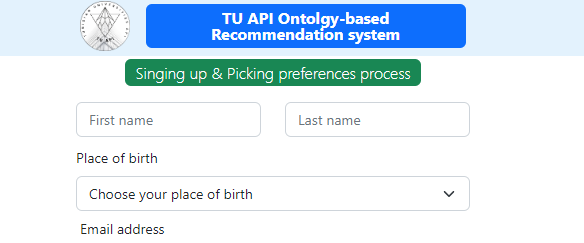 TU API Ontolgy-based
Recommendation system
Singing up & Picking preferences process
First name
Last name
Place of birth
Choose your place of birth
Email address